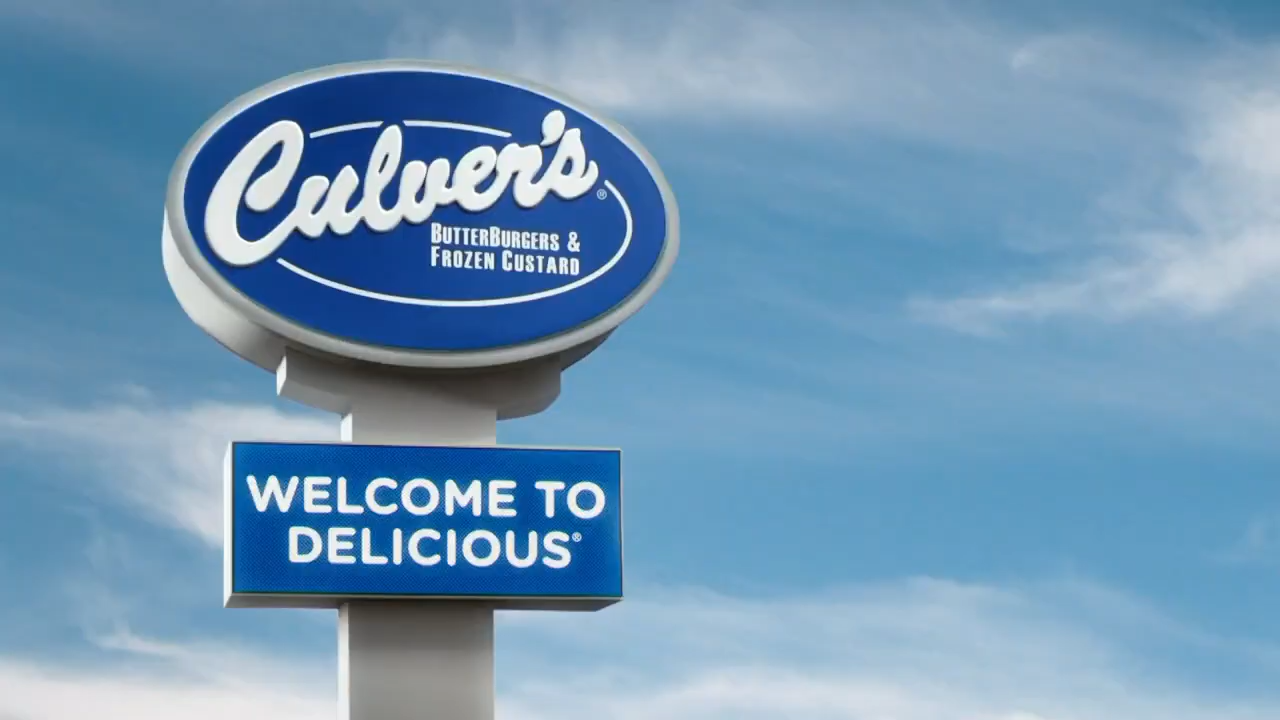 Culver's®
BUTTERBURGERS &
FROZEN CUSTARD
WELCOME TO
DELICIOUS®